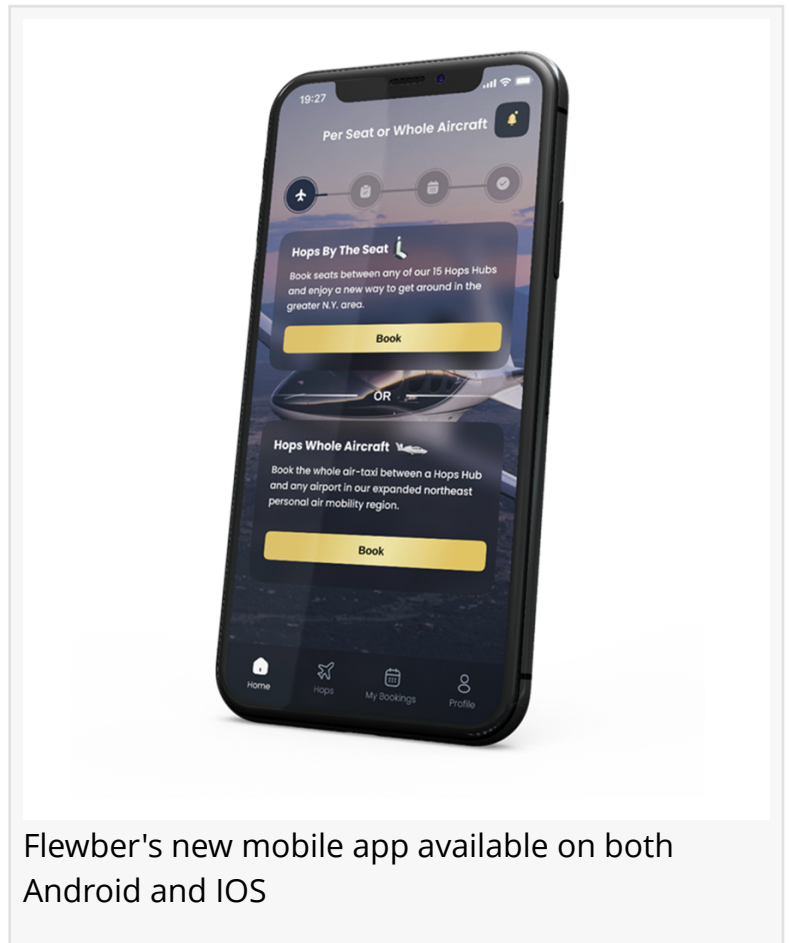 19:27
Per Seat or Whole Aircraft
Hops By The Seat
Book seats between any of our 15 Hops Hubs
and enjoy a new way to get around in the
greater N.Y. area.
Book
OR
Hops Whole Aircraft
Book the whole air-taxi between a Hops Hub
and any airport in our expanded northeast
personal air mobility region.
Book
Home
Hops
My Bookings
Profile
Flewber's new mobile app available on both
Android and IOS